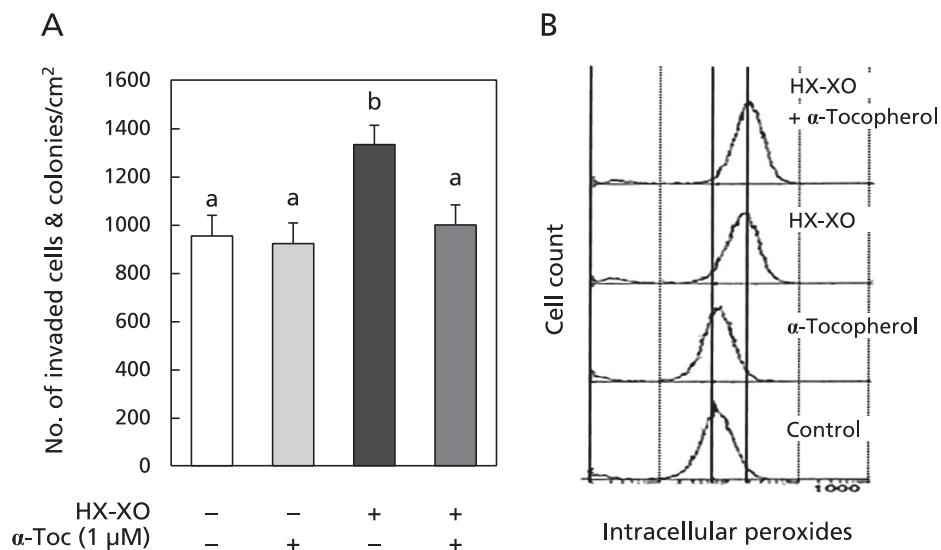 A
No. of invaded cells & colonies/cm²
1600
1400
1200
1000
800
600
400
200
0
a
a
b
a
HX-XO – – + +
α-Toc (1 μM) – + – +
B
Cell count
HX-XO
+ α-Tocopherol
HX-XO
α-Tocopherol
Control
1000
Intracellular peroxides